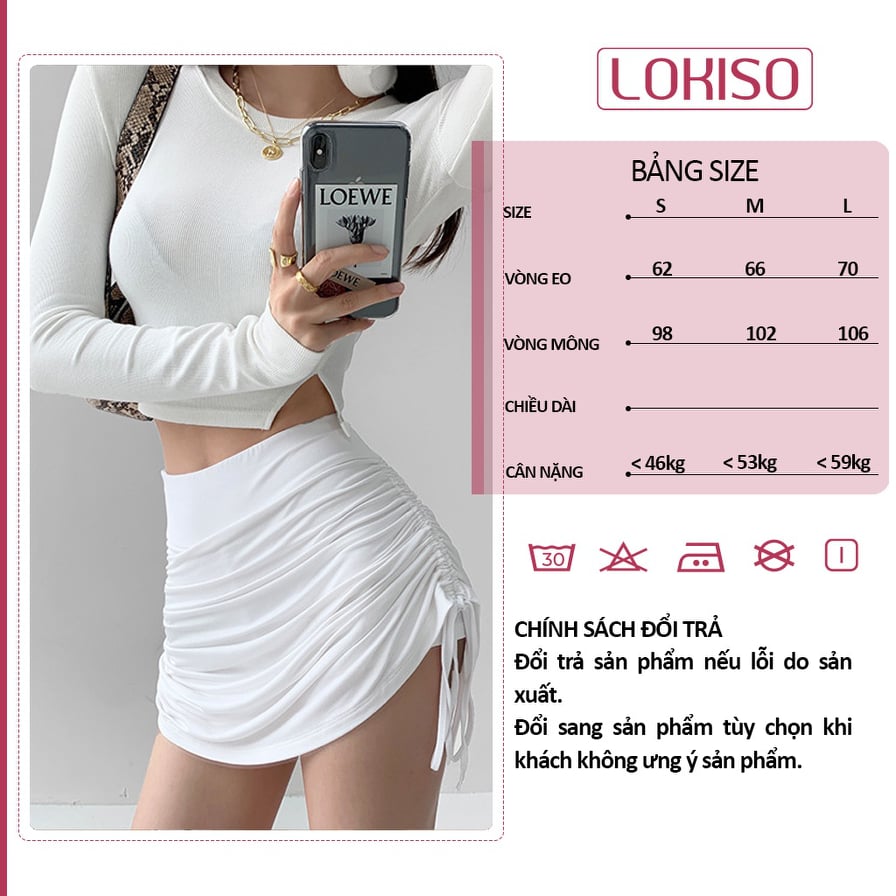 LOKISO
BẢNG SIZE
SIZE S M L
VÒNG EO 62 66 70
VÒNG MÔNG 98 102 106
CHIỀU DÀI
CÂN NẶNG < 46kg < 53kg < 59kg
30
I
CHÍNH SÁCH ĐỔI TRẢ
Đổi trả sản phẩm nếu lỗi do sản
xuất.
Đổi sang sản phẩm tùy chọn khi
khách không ưng ý sản phẩm.
LOEWE